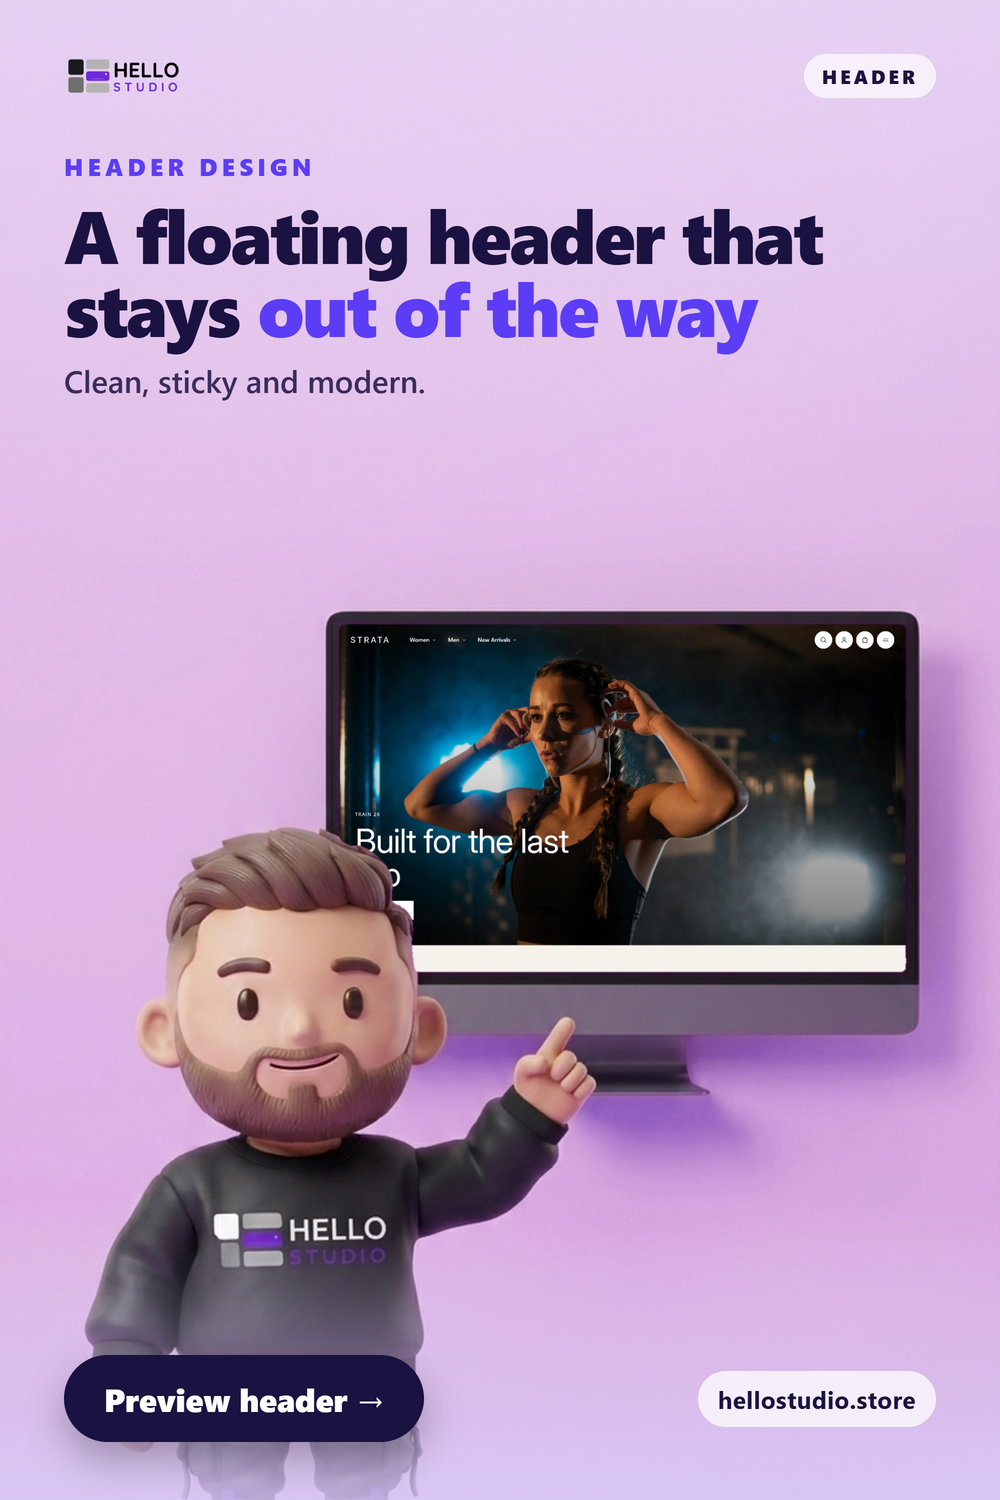 HELLO
STUDIO
HEADER
HEADER DESIGN
A floating header that
stays out of the way
Clean, sticky and modern.
STRATA Women Men New Arrivals
TRAIN 26
Built for the last
HELLO
STUDIO
Preview header →
hellostudio.store